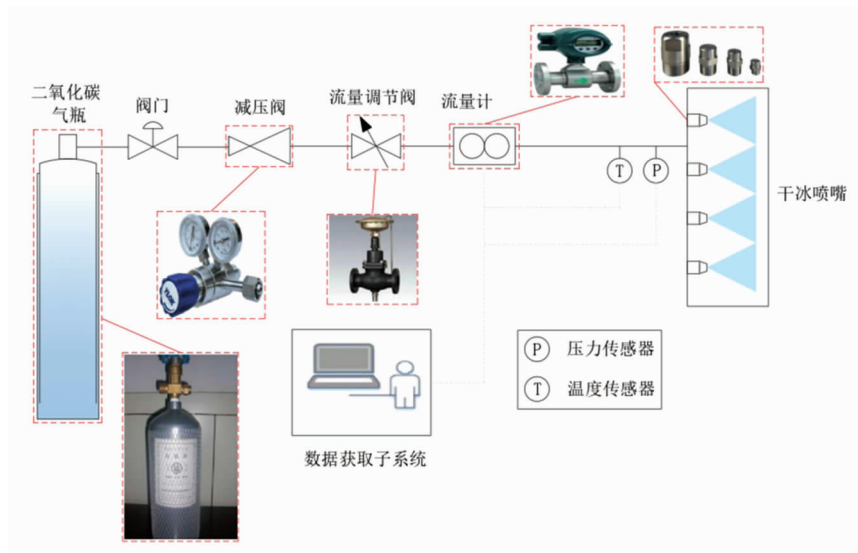 二氧化碳
气瓶
阀门
减压阀
流量调节阀
流量计
T
P
干冰喷嘴
P 压力传感器
T 温度传感器
数据获取子系统